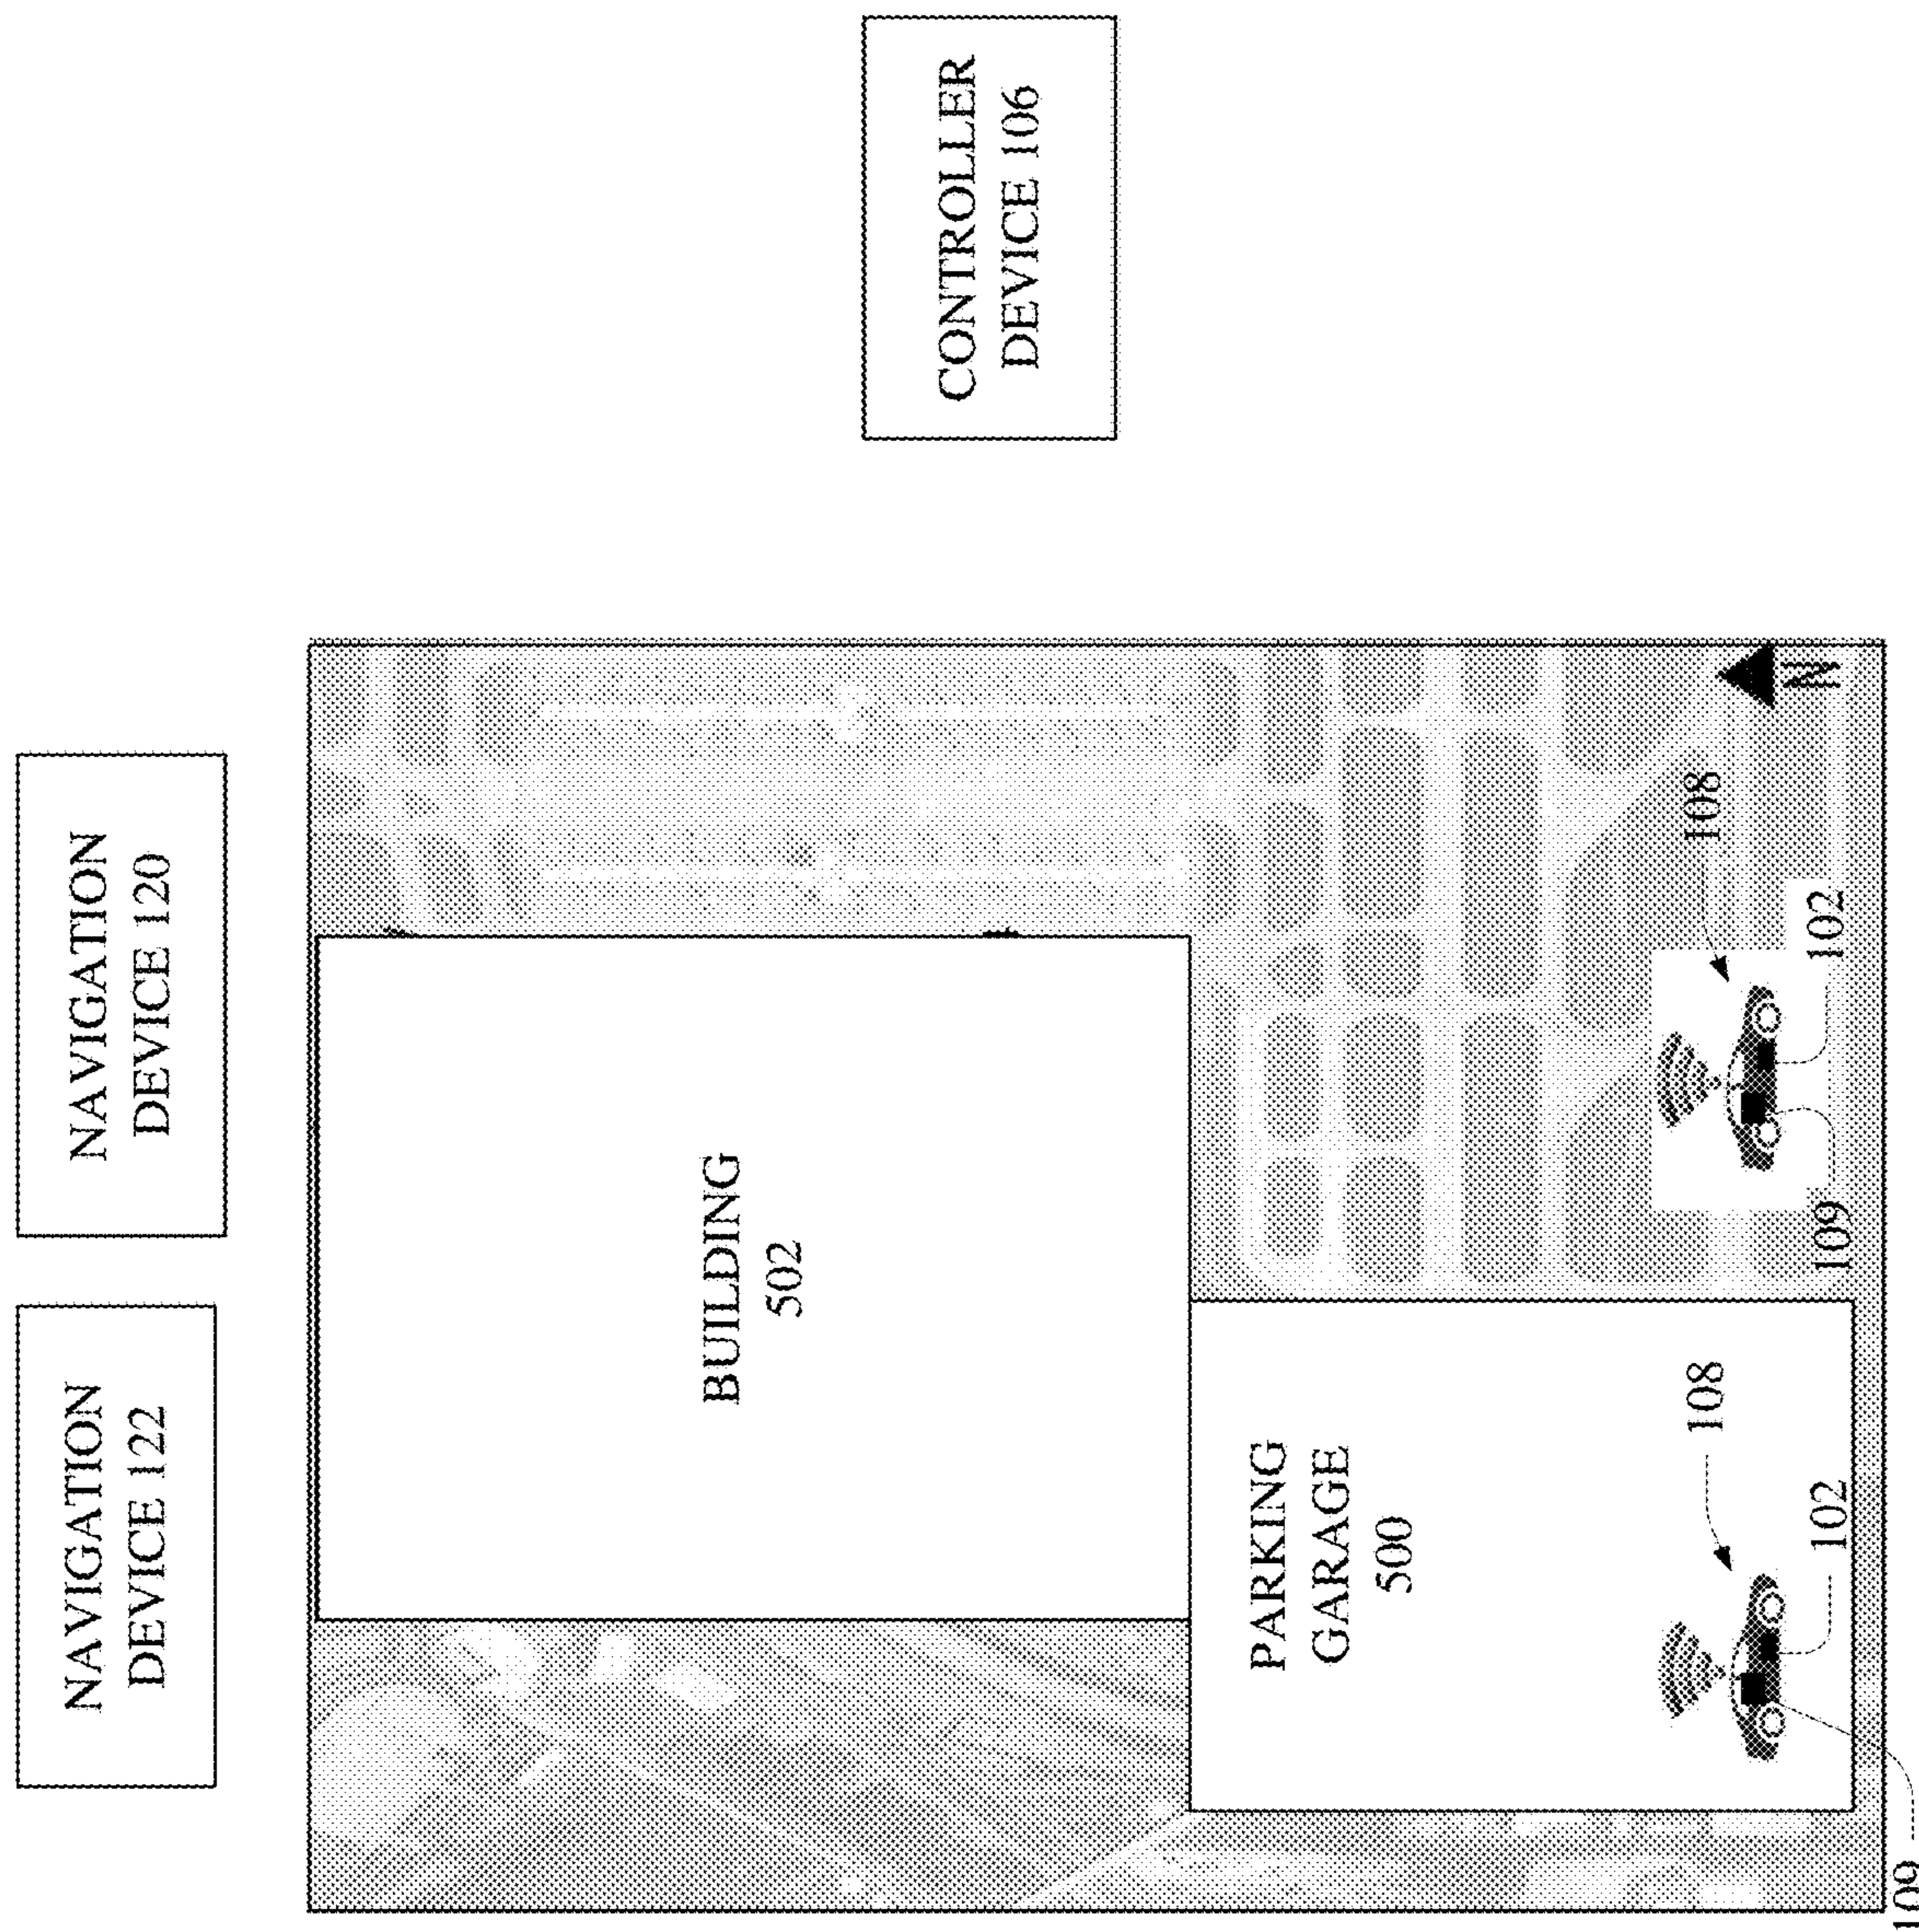 NAVIGATION
DEVICE 122
NAVIGATION
DEVICE 120
BUILDING
502
CONTROLLER
DEVICE 106
PARKING
GARAGE
500
108
108
N
102
109
102
109